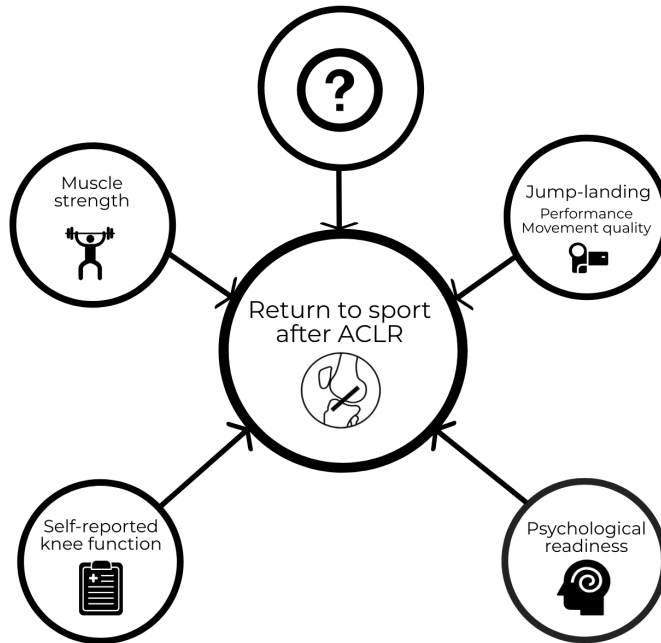 ?
Muscle
strength
Jump-landing
Performance
Movement quality
Return to sport
after ACLR
Self-reported
knee function
Psychological
readiness